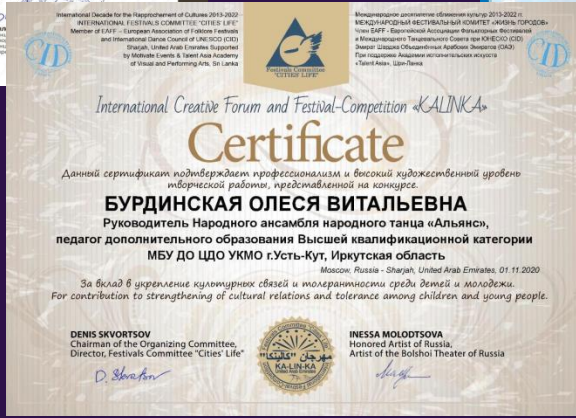 International Decade for the Rapprochement of Cultures 2013-2022
INTERNATIONAL FESTIVALS COMMITTEE "CITIES' LIFE"
Member of EAFF - European Association of Folklore Festivals
and International Dance Council of UNESCO (CID)
Sharjah, United Arab Emirates Supported
by Motivate Events & Talent Asia Academy
of Visual and Performing Arts, Sri Lanka
Festivals Committee
"CITIES' LIFE"
Международное десятилетие сближения культур 2013-2022 гг.
МЕЖДУНАРОДНЫЙ ФЕСТИВАЛЬНЫЙ КОМИТЕТ «ЖИЗНЬ ГОРОДОВ»
Член EAFF - Европейской Ассоциации Фольклорных Фестивалей
и Международного Танцевального Совета при ЮНЕСКО (CID)
Эмират Шарджа Объединённых Арабских Эмиратов (ОАЭ)
При поддержке Академии исполнительских искусств
«Talent Asia», Шри-Ланка
CID
CID
International Creative Forum and Festival-Competition «KALINKA»
Certificate
Данный сертификат подтверждает профессионализм и высокий художественный уровень
творческой работы, представленной на конкурсе.
БУРДИНСКАЯ ОЛЕСЯ ВИТАЛЬЕВНА
Руководитель Народного ансамбля народного танца «Альянс»,
педагог дополнительного образования Высшей квалификационной категории
МБУ ДО ЦДО УКМО г.Усть-Кут, Иркутская область
Moscow, Russia - Sharjah, United Arab Emirates, 01.11.2020
За вклад в укрепление культурных связей и толерантности среди детей и молодежи.
For contribution to strengthening of cultural relations and tolerance among children and young people.
DENIS SKVORTSOV
Chairman of the Organizing Committee,
Director, Festivals Committee "Cities' Life"
D. Skvortsov
مهرجان "كالينكا"
KA-LIN-KA
United Arab Emirates
INESSA MOLODTSOVA
Honored Artist of Russia,
Artist of the Bolshoi Theater of Russia